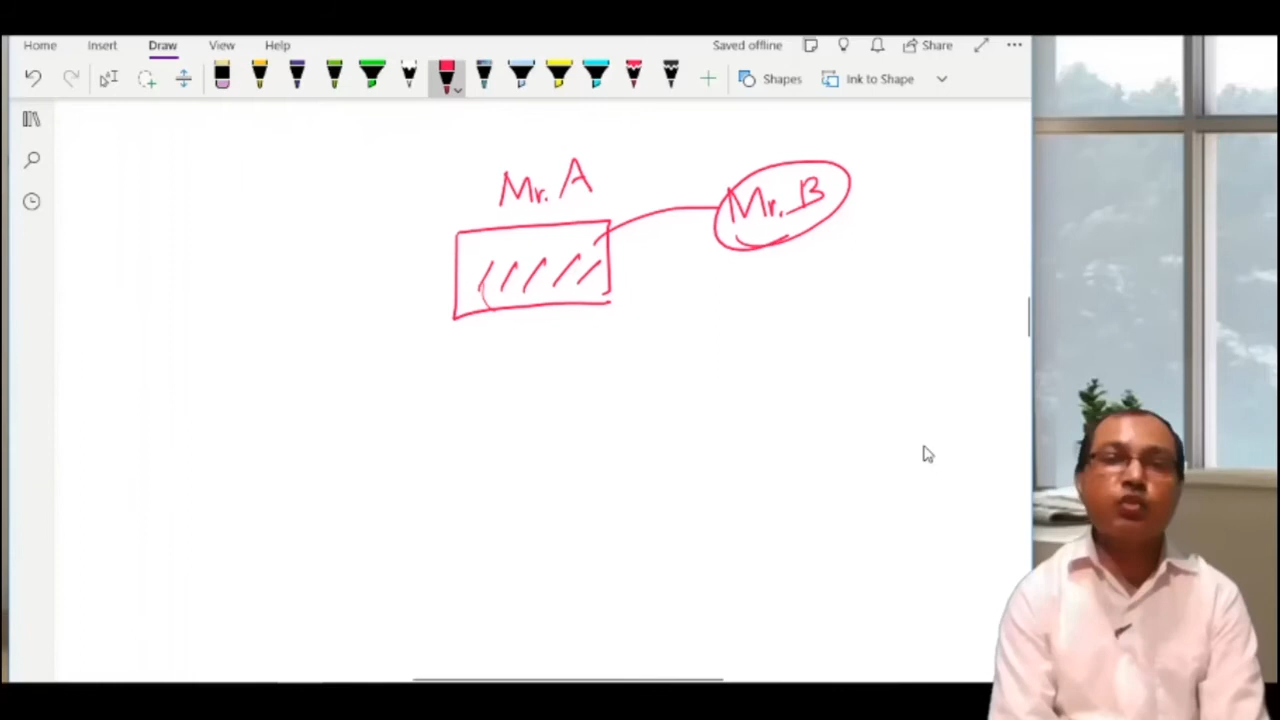 Home Insert Draw View Help Saved offline Share
Shapes Ink to Shape
Mr. A
Mr. B